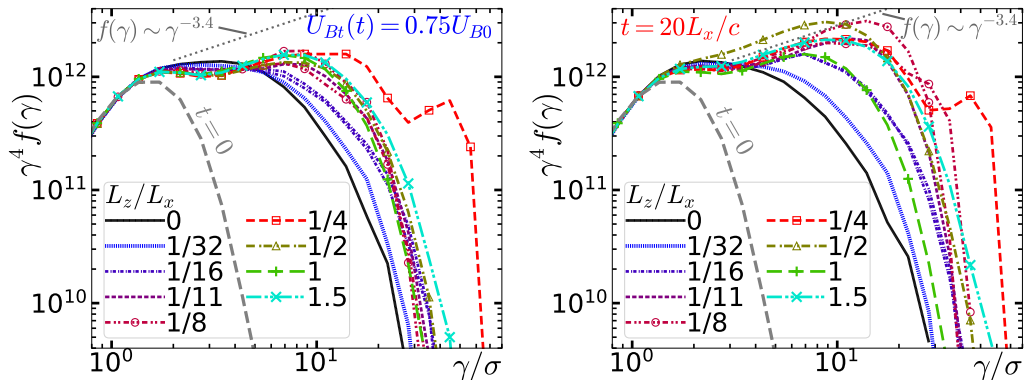 f(γ) ∼ γ^{−3.4}
U_{Bt}(t) = 0.75U_{B0}
10^{12}
10^{11}
10^{10}
γ^4 f(γ)
t=0
L_z/L_x
0
1/32
1/16
1/11
1/8
1/4
1/2
1
1.5
10^0
10^1
γ/σ
t = 20L_x/c
f(γ) ∼ γ^{−3.4}
10^{12}
10^{11}
10^{10}
γ^4 f(γ)
t=0
L_z/L_x
0
1/32
1/16
1/11
1/8
1/4
1/2
1
1.5
10^0
10^1
γ/σ